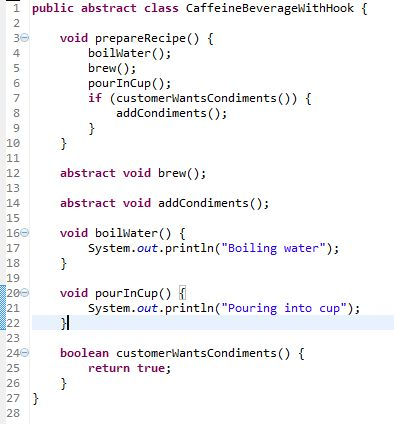 1 public abstract class CaffeineBeverageWithHook {
2
3 void prepareRecipe() {
4 boilWater();
5 brew();
6 pourInCup();
7 if (customerWantsCondiments()) {
8 addCondiments();
9 }
10 }
11
12 abstract void brew();
13
14 abstract void addCondiments();
15
16 void boilWater() {
17 System.out.println("Boiling water");
18 }
19
20 void pourInCup() {
21 System.out.println("Pouring into cup");
22 }
23
24 boolean customerWantsCondiments() {
25 return true;
26 }
27 }
28